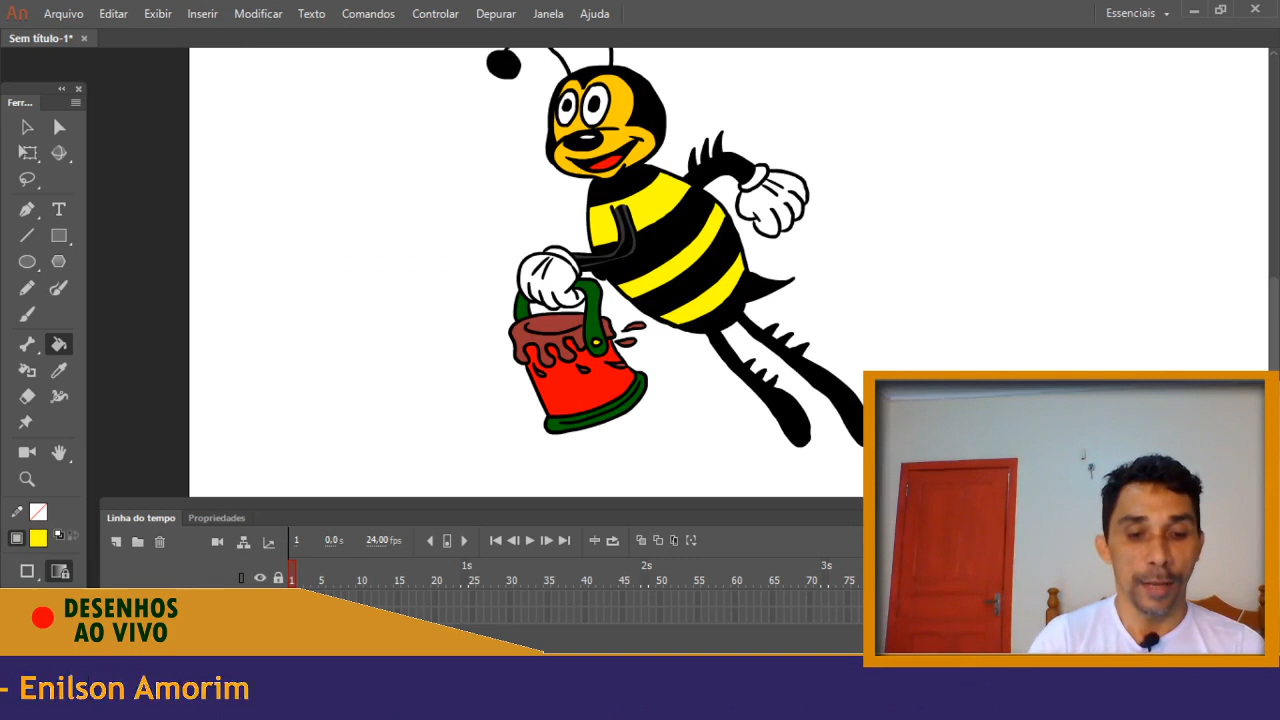 An Arquivo Editar Exibir Inserir Modificar Texto Comandos Controlar Depurar Janela Ajuda Essenciais
Sem título-1*
Ferr...
T
Linha do tempo Propriedades
1 0.0 s 24,00 fps
1s 2s 3s
1 5 10 15 20 25 30 35 40 45 50 55 60 65 70 75
DESENHOS
AO VIVO
- Enilson Amorim